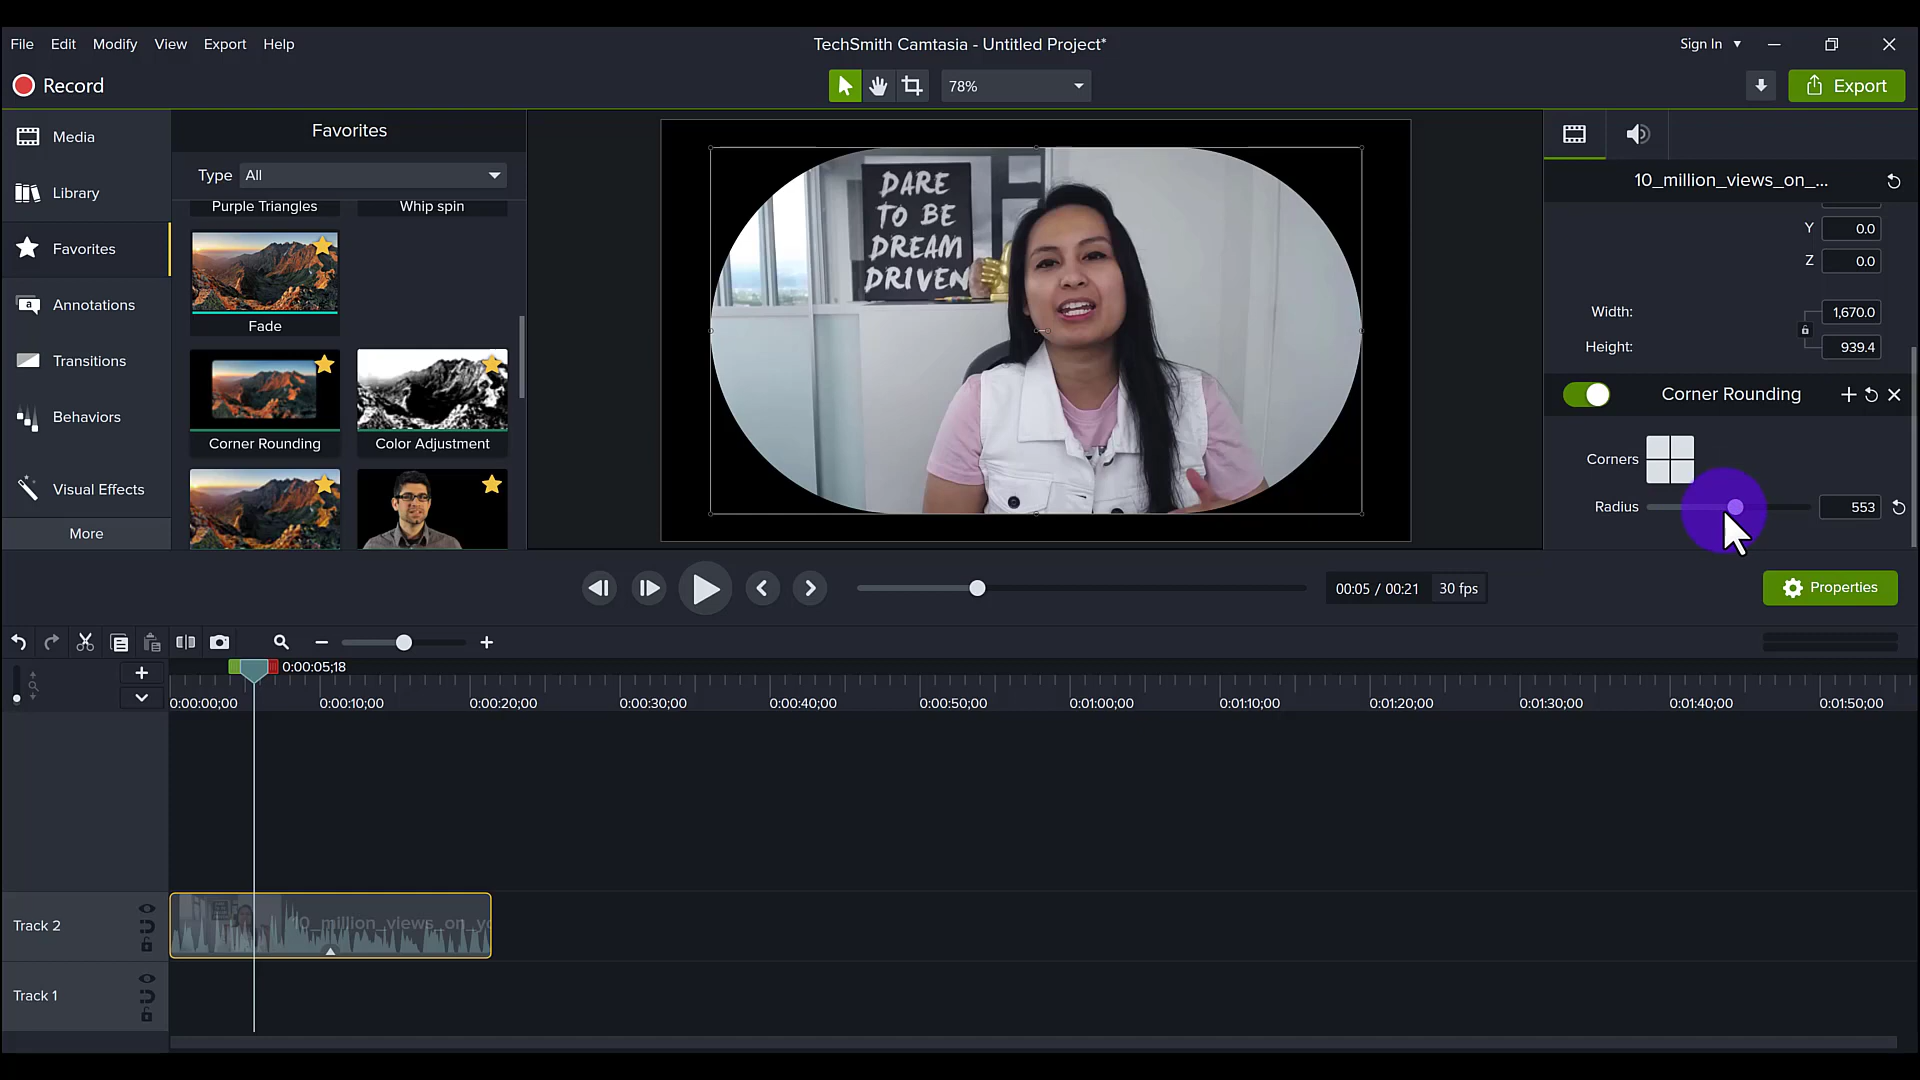 File Edit Modify View Export Help
TechSmith Camtasia - Untitled Project*
Sign In
Record
78%
Export
Media
Library
Favorites
Annotations
Transitions
Behaviors
Visual Effects
More
Favorites
Type All
Purple Triangles Whip spin
Fade
Corner Rounding Color Adjustment
DARE
TO BE
DREAM
DRIVEN
10_million_views_on_...
Y 0.0
Z 0.0
Width: 1,670.0
Height: 939.4
Corner Rounding
Corners
Radius 553
00:05 / 00:21 30 fps
Properties
0:00:05;18
0:00:00;00 0:00:10;00 0:00:20;00 0:00:30;00 0:00:40;00 0:00:50;00 0:01:00;00 0:01:10;00 0:01:20;00 0:01:30;00 0:01:40;00 0:01:50;00
Track 2
10_million_views_on_yo
Track 1